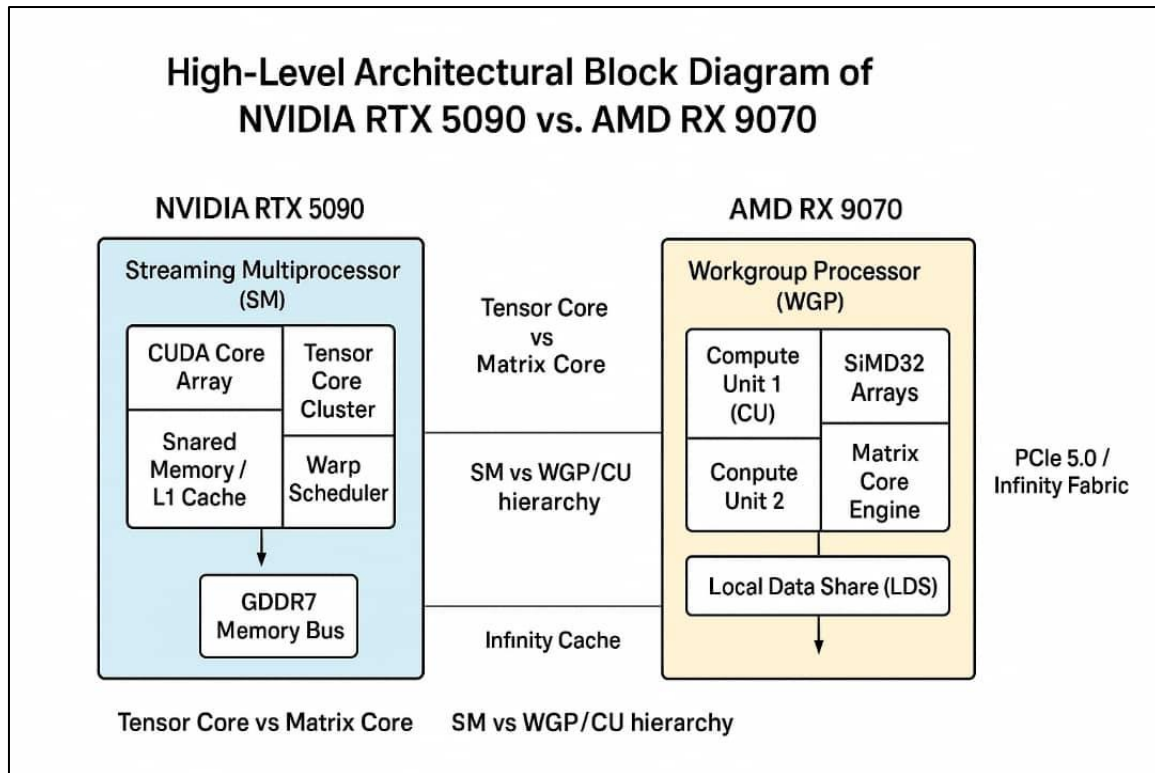 High-Level Architectural Block Diagram of
NVIDIA RTX 5090 vs. AMD RX 9070
NVIDIA RTX 5090
Streaming Multiprocessor
(SM)
CUDA Core
Array
Tensor
Core
Cluster
Snared
Memory /
L1 Cache
Warp
Scheduler
GDDR7
Memory Bus
Tensor Core
vs
Matrix Core
SM vs WGP/CU
hierarchy
Infinity Cache
AMD RX 9070
Workgroup Processor
(WGP)
Compute
Unit 1
(CU)
SiMD32
Arrays
Conpute
Unit 2
Matrix
Core
Engine
Local Data Share (LDS)
PCIe 5.0 /
Infinity Fabric
Tensor Core vs Matrix Core
SM vs WGP/CU hierarchy